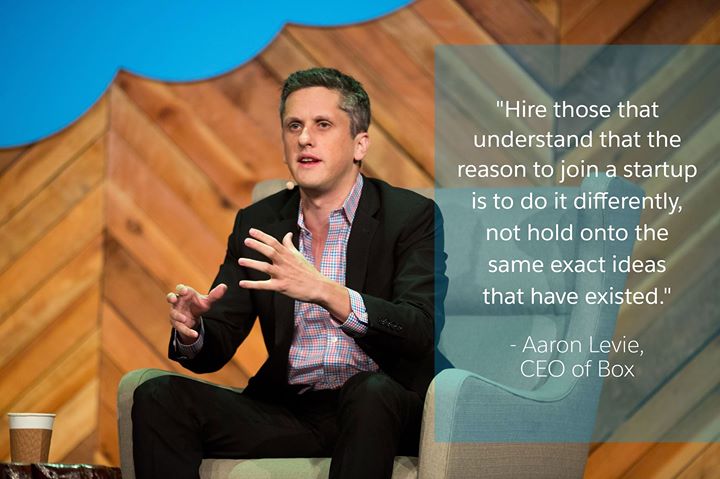 "Hire those that
understand that the
reason to join a startup
is to do it differently,
not hold onto the
same exact ideas
that have existed."
- Aaron Levie,
CEO of Box